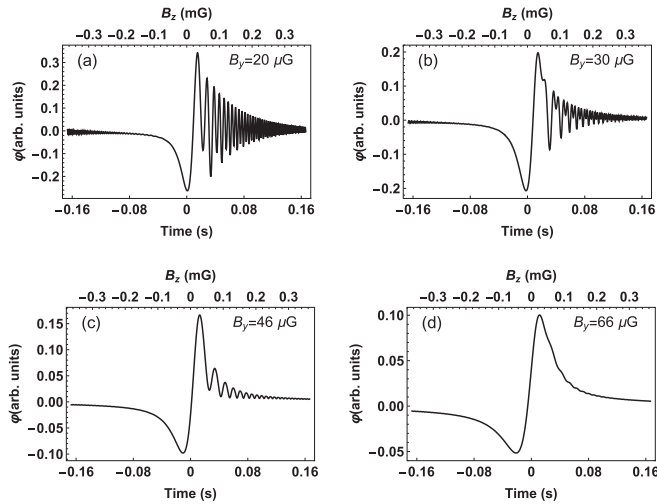 B_z (mG)
−0.3 −0.2 −0.1 0 0.1 0.2 0.3
(a) B_y=20 μG
φ(arb. units)
0.3
0.2
0.1
−0.0
−0.1
−0.2
−0.16 −0.08 0 0.08 0.16
Time (s)
B_z (mG)
−0.3 −0.2 −0.1 0 0.1 0.2 0.3
(b) B_y=30 μG
φ(arb. units)
0.2
0.1
0.0
−0.1
−0.2
−0.16 −0.08 0 0.08 0.16
Time (s)
B_z (mG)
−0.3 −0.2 −0.1 0 0.1 0.2 0.3
(c) B_y=46 μG
φ(arb. units)
0.15
0.10
0.05
0.00
−0.05
−0.10
−0.16 −0.08 0 0.08 0.16
Time (s)
B_z (mG)
−0.3 −0.2 −0.1 0 0.1 0.2 0.3
(d) B_y=66 μG
φ(arb. units)
0.10
0.05
0.00
−0.05
−0.16 −0.08 0 0.08 0.16
Time (s)